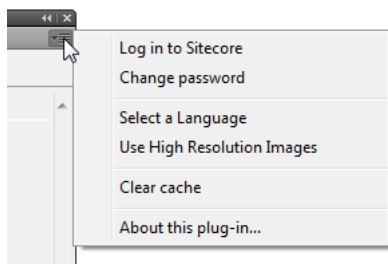 Log in to Sitecore
Change password
Select a Language
Use High Resolution Images
Clear cache
About this plug-in...